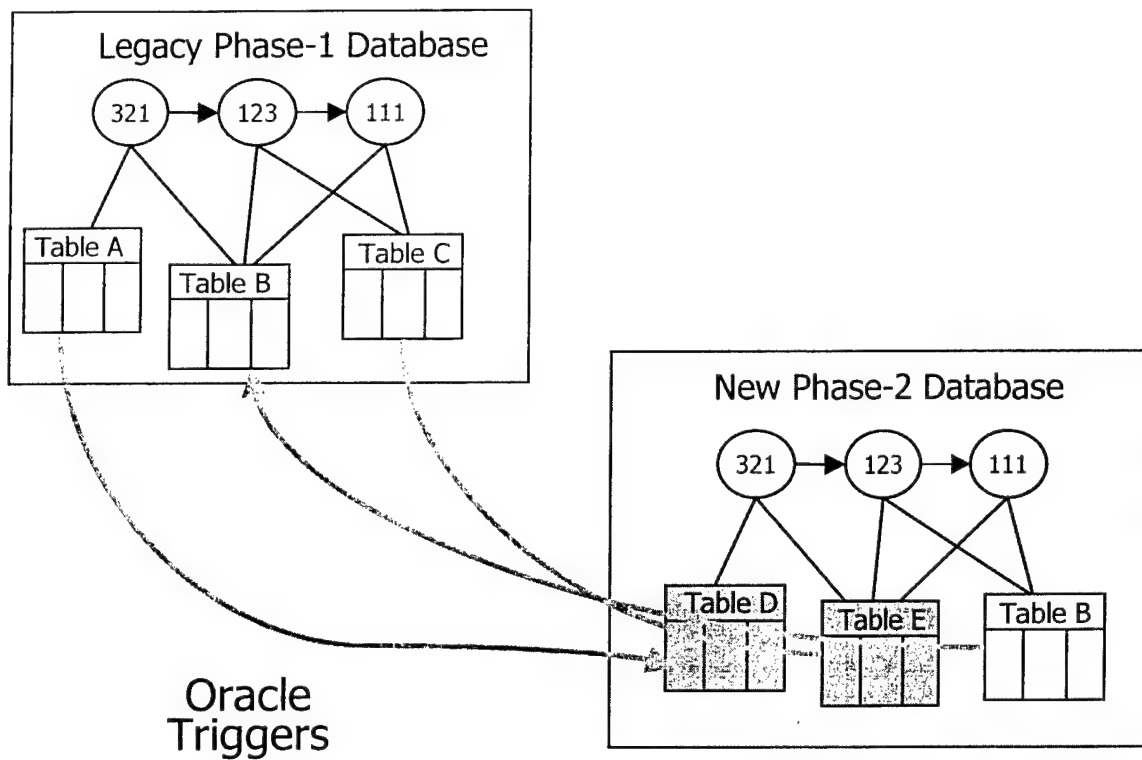 Legacy Phase-1 Database
321 123 111
Table A
Table B
Table C
New Phase-2 Database
321 123 111
Table D
Table E
Table B
Oracle
Triggers